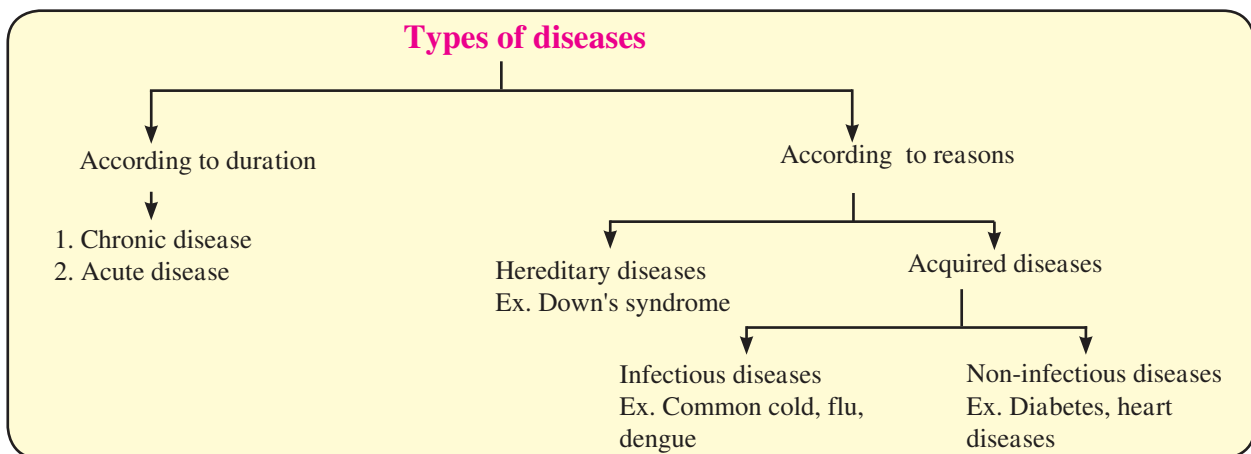 Types of diseases
According to duration
1. Chronic disease
2. Acute disease
According to reasons
Hereditary diseases
Ex. Down's syndrome
Acquired diseases
Infectious diseases
Ex. Common cold, flu,
dengue
Non-infectious diseases
Ex. Diabetes, heart
diseases